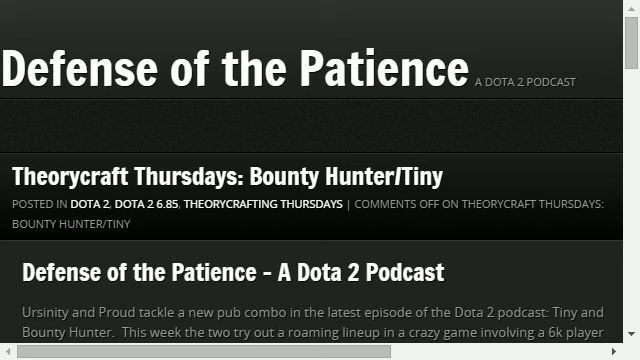 Defense of the Patience A DOTA 2 PODCAST
Theorycraft Thursdays: Bounty Hunter/Tiny
POSTED IN DOTA 2, DOTA 2 6.85, THEORYCRAFTING THURSDAYS | COMMENTS OFF ON THEORYCRAFT THURSDAYS:
BOUNTY HUNTER/TINY
Defense of the Patience – A Dota 2 Podcast
Ursinity and Proud tackle a new pub combo in the latest episode of the Dota 2 podcast: Tiny and
Bounty Hunter. This week the two try out a roaming lineup in a crazy game involving a 6k player